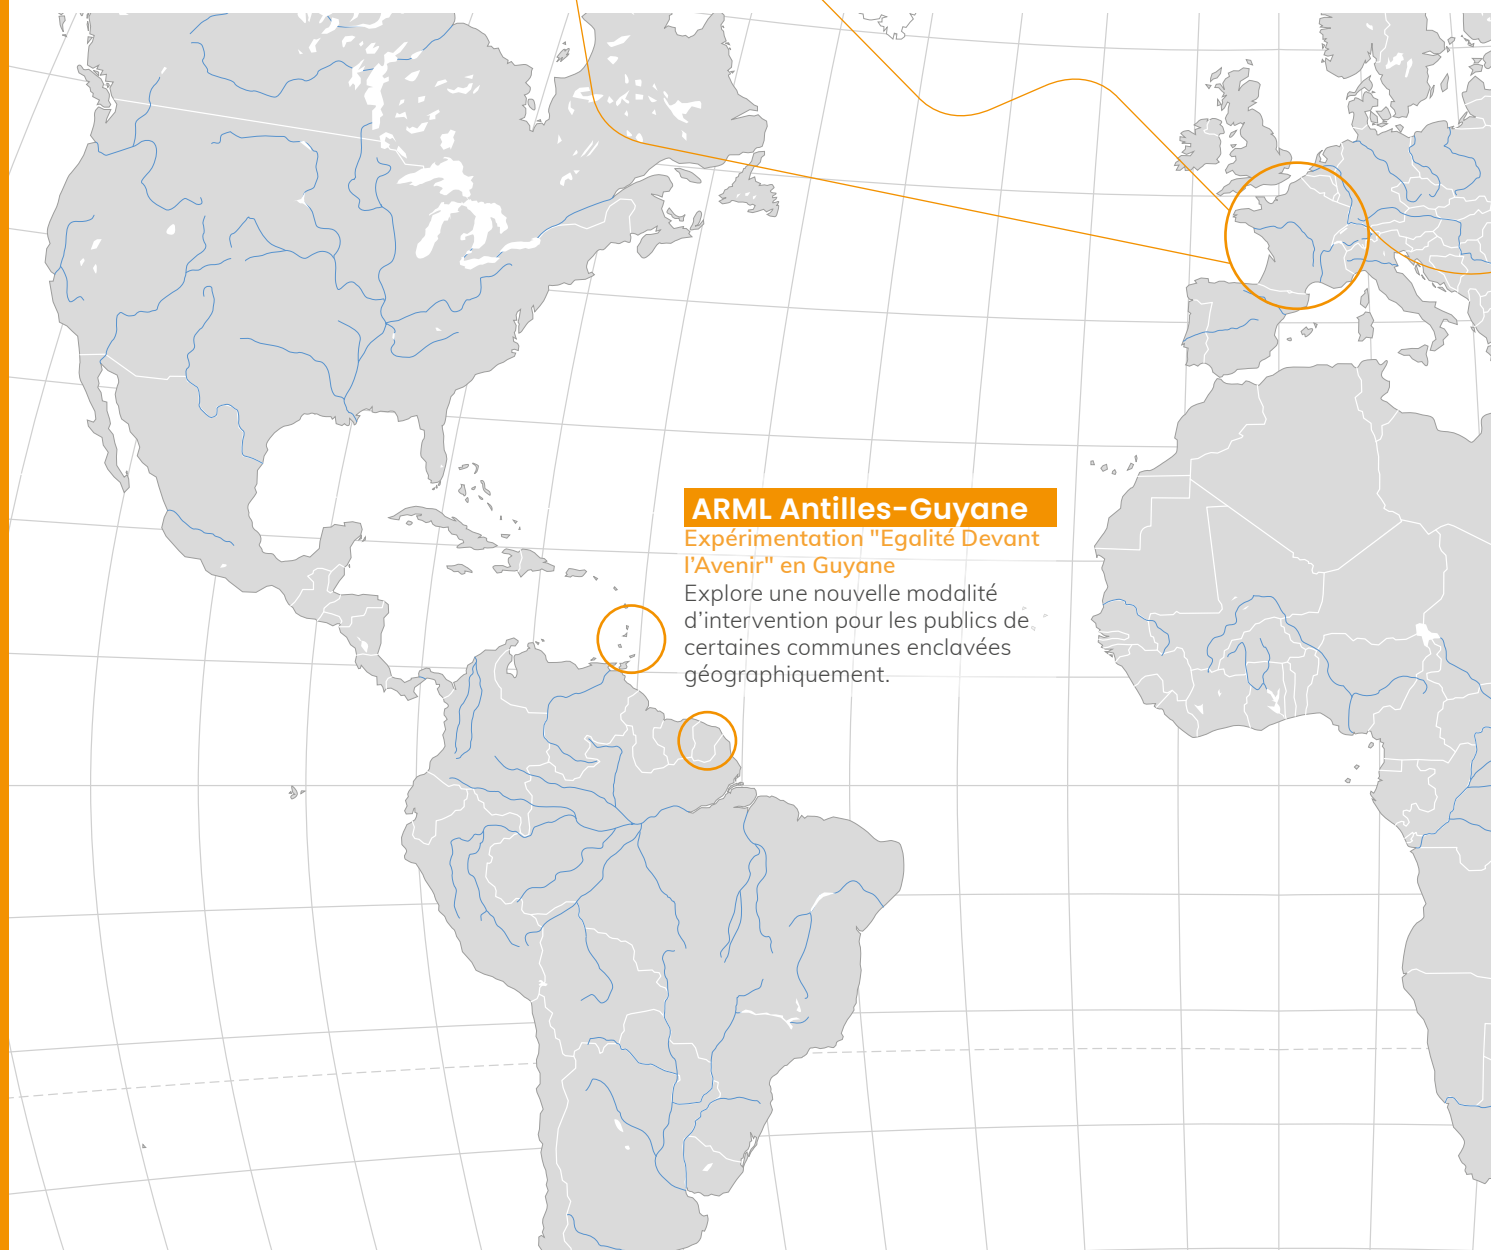 ARML Antilles-Guyane
Expérimentation "Egalité Devant
l’Avenir" en Guyane
Explore une nouvelle modalité
d’intervention pour les publics de
certaines communes enclavées
géographiquement.